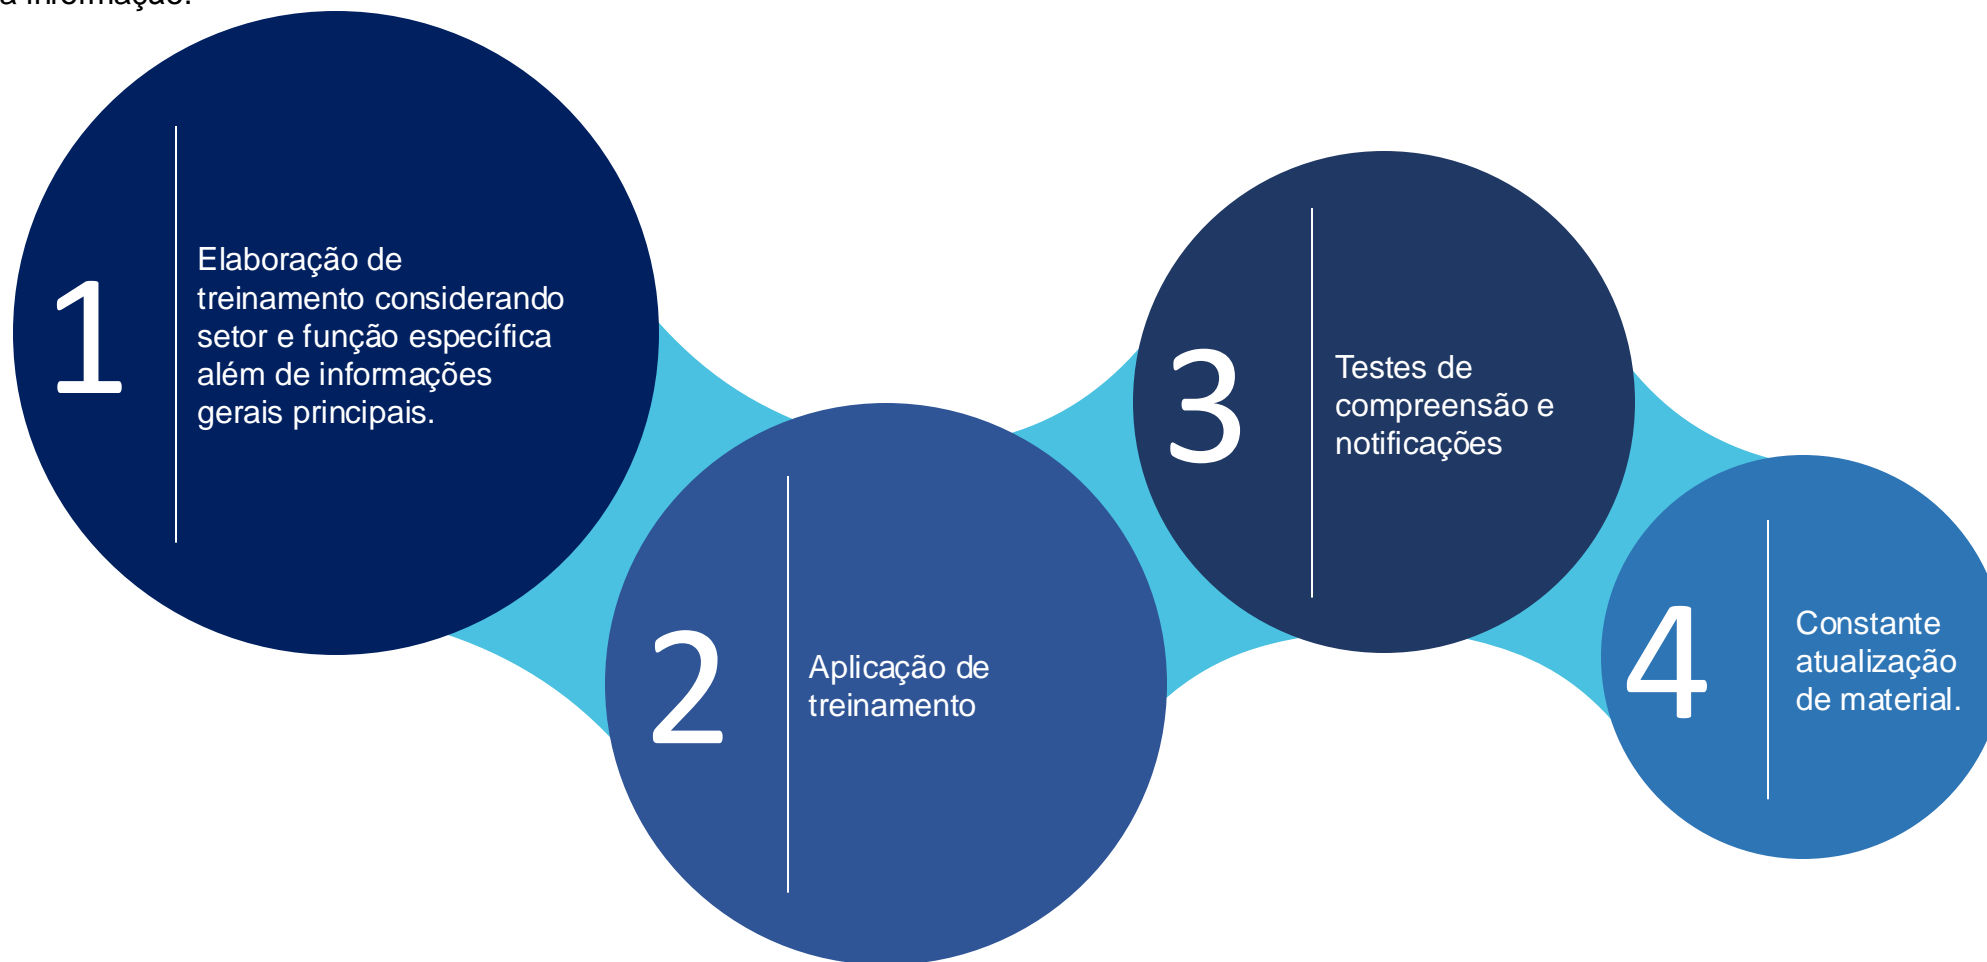 a Informação.
1
Elaboração de
treinamento considerando
setor e função específica
além de informações
gerais principais.
2
Aplicação de
treinamento
3
Testes de
compreensão e
notificações
4
Constante
atualização
de material.